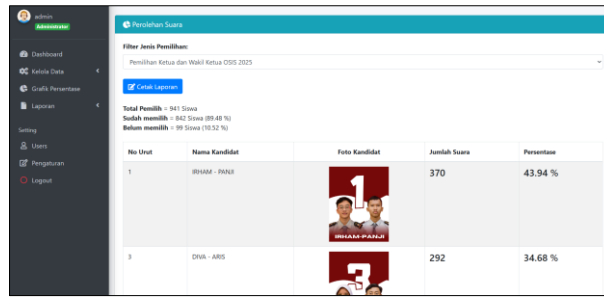 admin
Administrator
Dashboard
Kelola Data
Grafik Persentase
Laporan
Setting
Users
Pengaturan
Logout
Perolehan Suara
Filter Jenis Pemilihan:
Pemilihan Ketua dan Wakil Ketua OSIS 2025
Cetak Laporan
Total Pemilih = 941 Siswa
Sudah memilih = 842 Siswa (89.48 %)
Belum memilih = 99 Siswa (10.52 %)
No Urut Nama Kandidat Foto Kandidat Jumlah Suara Persentase
1 IRHAM - PANJI 370 43.94 %
1
IRHAM-PANJI
3 DIVA - ARIS 292 34.68 %
3